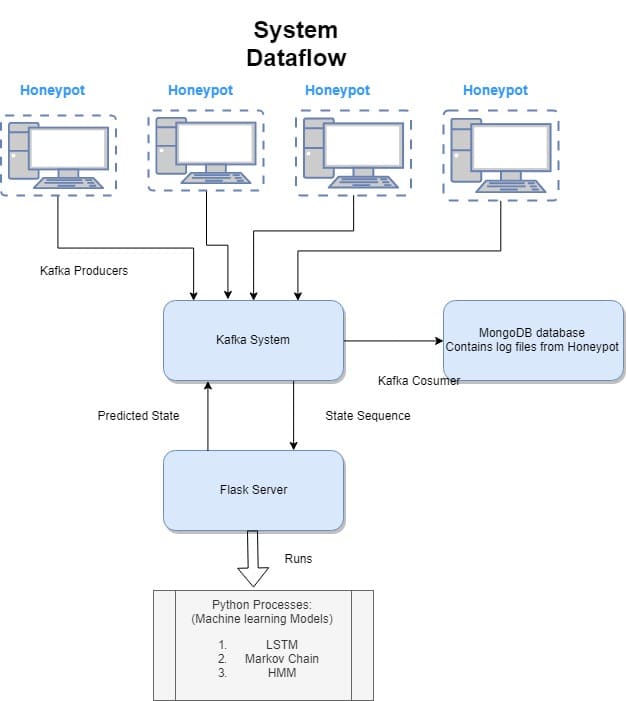 System
Dataflow
Honeypot
Honeypot
Honeypot
Honeypot
Kafka Producers
Kafka System
MongoDB database
Contains log files from Honeypot
Kafka Cosumer
Predicted State
State Sequence
Flask Server
Runs
Python Processes:
(Machine learning Models)
1. LSTM
2. Markov Chain
3. HMM